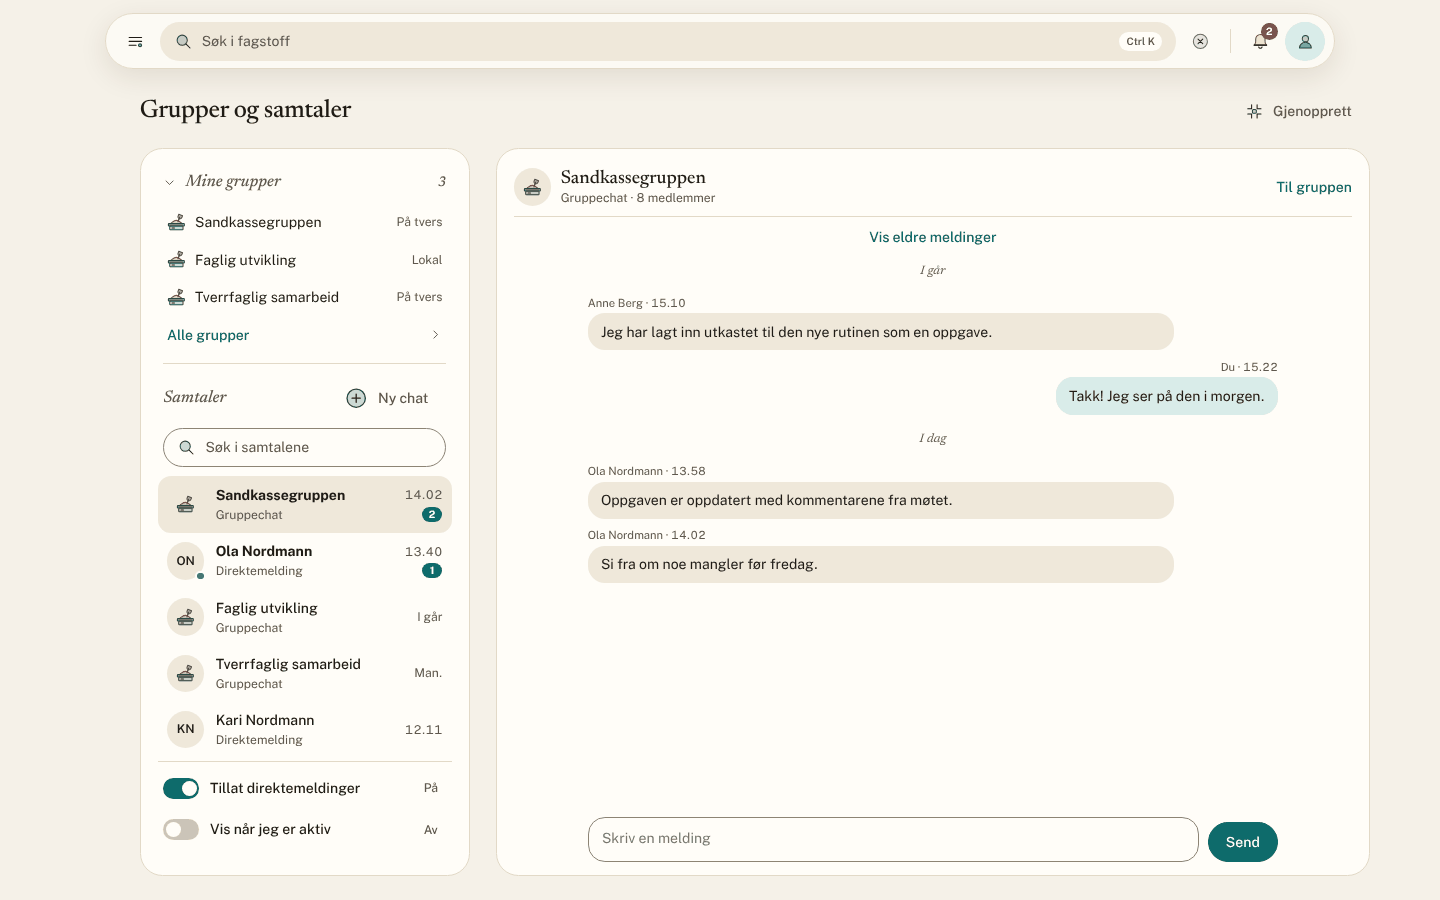 Søk i fagstoff
Ctrl K
2
Grupper og samtaler
Gjenopprett
Mine grupper 3
Sandkassegruppen På tvers
Faglig utvikling Lokal
Tverrfaglig samarbeid På tvers
Alle grupper
Samtaler
Ny chat
Søk i samtalene
Sandkassegruppen 14.02
Gruppechat 2
ON
Ola Nordmann 13.40
Direktemelding 1
Faglig utvikling I går
Gruppechat
Tverrfaglig samarbeid Man.
Gruppechat
KN
Kari Nordmann 12.11
Direktemelding
Tillat direktemeldinger På
Vis når jeg er aktiv Av
Sandkassegruppen
Gruppechat · 8 medlemmer
Til gruppen
Vis eldre meldinger
I går
Anne Berg · 15.10
Jeg har lagt inn utkastet til den nye rutinen som en oppgave.
Du · 15.22
Takk! Jeg ser på den i morgen.
I dag
Ola Nordmann · 13.58
Oppgaven er oppdatert med kommentarene fra møtet.
Ola Nordmann · 14.02
Si fra om noe mangler før fredag.
Skriv en melding
Send